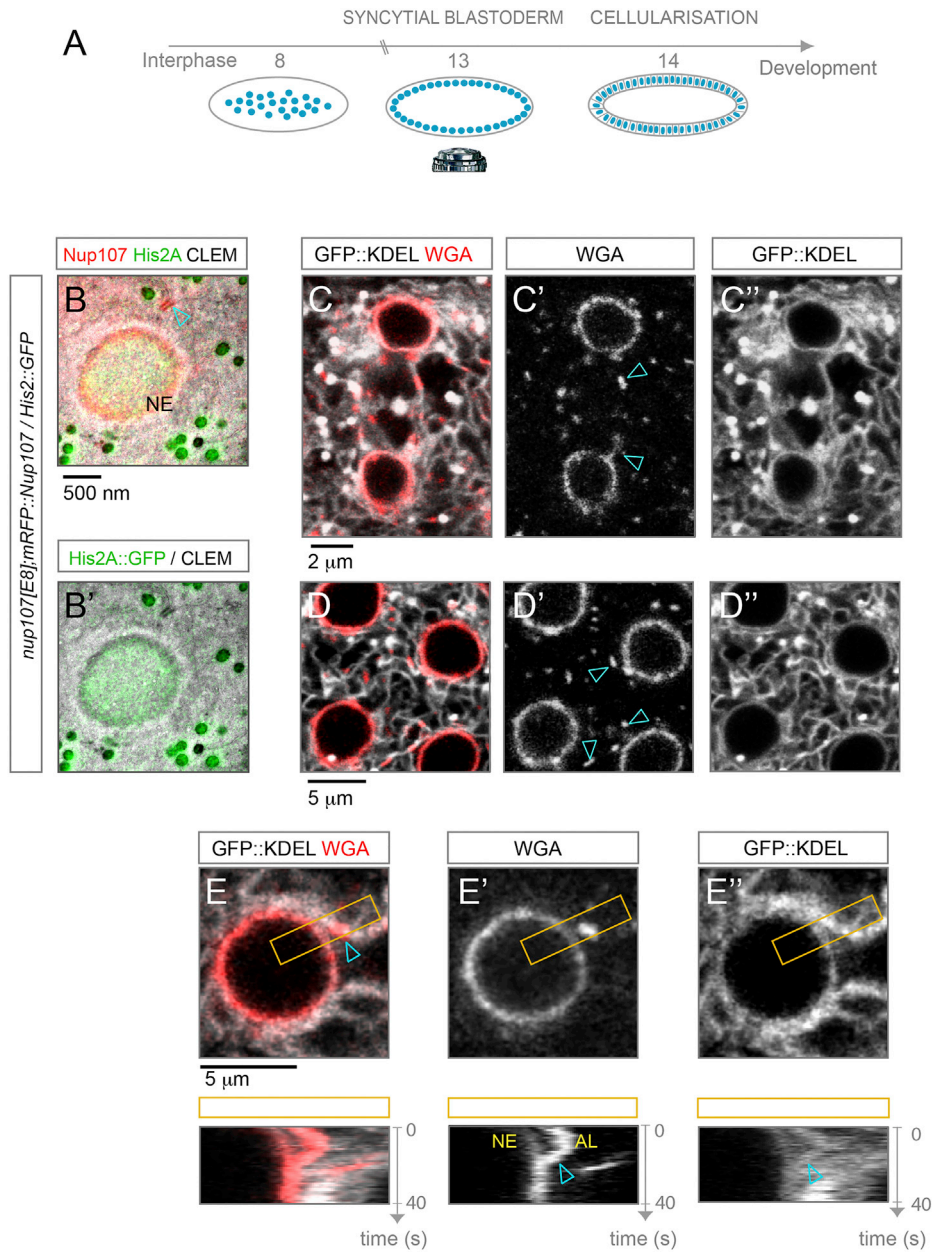 A
SYNCYTIAL BLASTODERM CELLULARISATION
Interphase 8 13 14 Development
nup107[E8];mRFP::Nup107 / His2::GFP
Nup107 His2A CLEM
B
NE
500 nm
His2A::GFP / CLEM
B'
GFP::KDEL WGA
WGA
GFP::KDEL
C
C'
C''
2 μm
D
D'
D''
5 μm
GFP::KDEL WGA
WGA
GFP::KDEL
E
E'
E''
5 μm
0
40
time (s)
NE AL
0
40
time (s)
0
40
time (s)